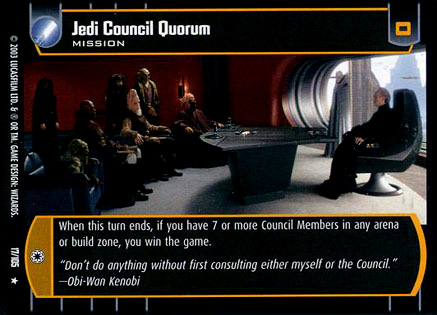 Jedi Council Quorum
MISSION
When this turn ends, if you have 7 or more Council Members in any arena
or build zone, you win the game.
"Don't do anything without first consulting either myself or the Council."
—Obi-Wan Kenobi
© 2003 LUCASFILM LTD. & ® OR TM. GAME DESIGN: WIZARDS.
17/105